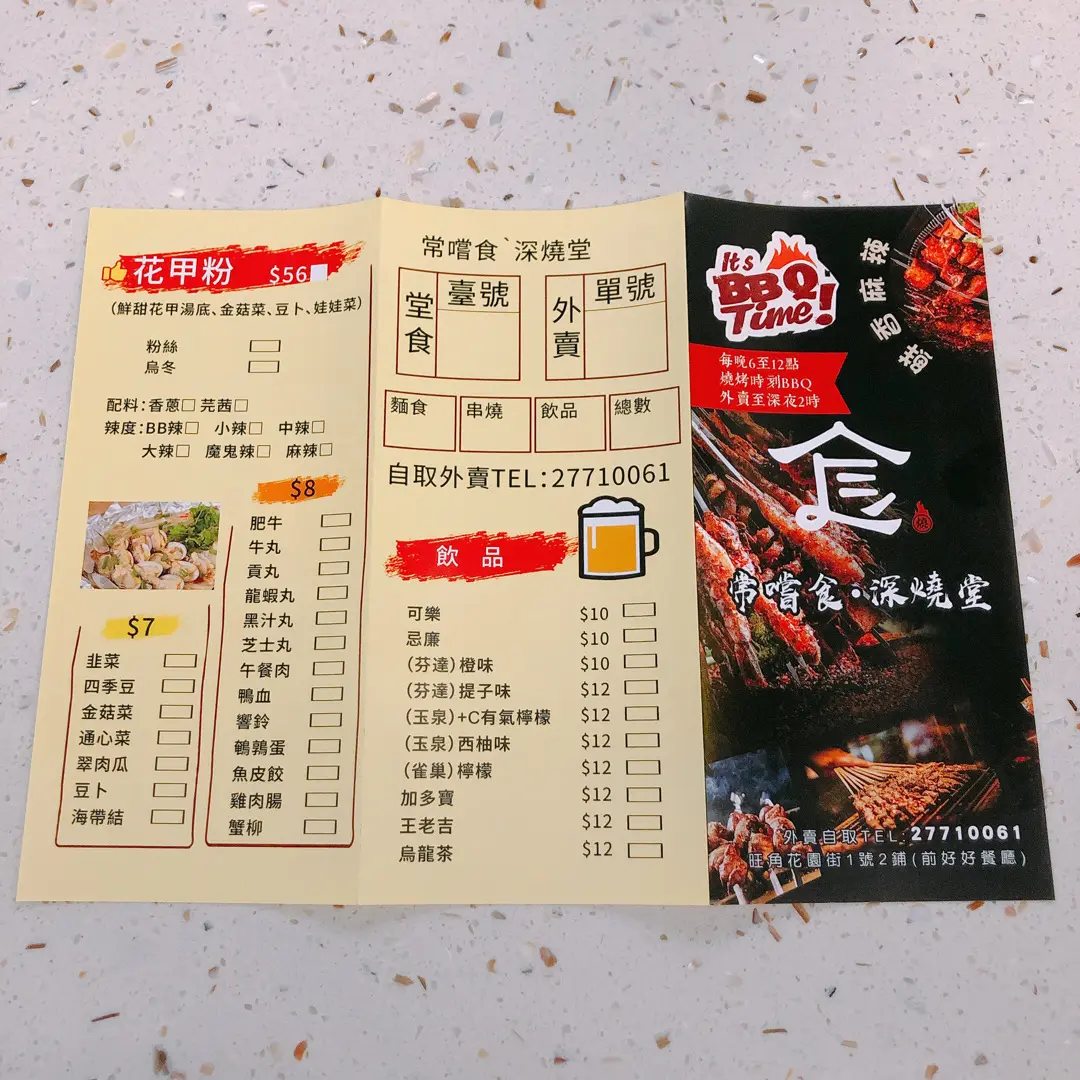 花甲粉 $56
(鮮甜花甲湯底、金菇菜、豆卜、娃娃菜)
粉絲
烏冬
配料:香蔥□ 芫茜□
辣度:BB辣□ 小辣□ 中辣□
大辣□ 魔鬼辣□ 麻辣□
$7
韭菜
四季豆
金菇菜
通心菜
翠肉瓜
豆卜
海帶結
$8
肥牛
牛丸
貢丸
龍蝦丸
黑汁丸
芝士丸
午餐肉
鴨血
響鈴
鵪鶉蛋
魚皮餃
雞肉腸
蟹柳
常嚐食`深燒堂
堂食
臺號
外賣
單號
麵食
串燒
飲品
總數
自取外賣TEL:27710061
飲品
可樂 $10
忌廉 $10
(芬達)橙味 $10
(芬達)提子味 $12
(玉泉)+C有氣檸檬 $12
(玉泉)西柚味 $12
(雀巢)檸檬 $12
加多寶 $12
王老吉 $12
烏龍茶 $12
It's
BBQ
Time!
辣麻香鮮
每晚6至12點
燒烤時刻BBQ
外賣至深夜2時
食
燒
常嚐食·深燒堂
外賣自取TEL:27710061
旺角花園街1號2鋪(前好好餐廳)